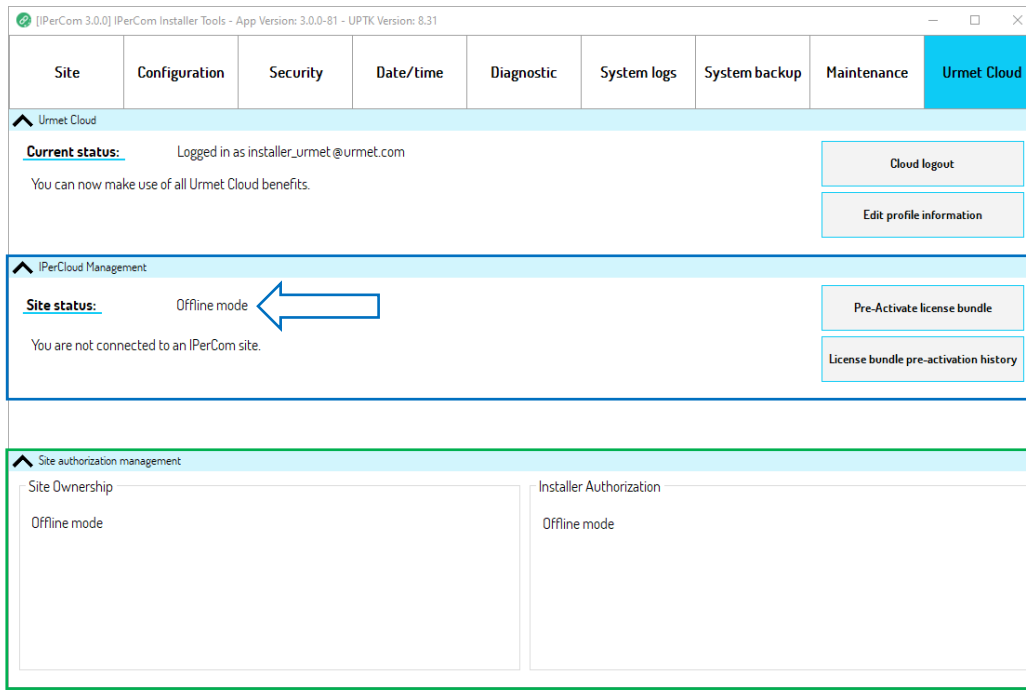 [IPerCom 3.0.0] IPerCom Installer Tools - App Version: 3.0.0-81 - UPTK Version: 8.31
Site Configuration Security Date/time Diagnostic System logs System backup Maintenance Urmet Cloud
Urmet Cloud
Current status: Logged in as installer_urmet@urmet.com
Cloud logout
You can now make use of all Urmet Cloud benefits.
Edit profile information
IPerCloud Management
Site status: Offline mode
Pre-Activate license bundle
You are not connected to an IPerCom site.
License bundle pre-activation history
Site authorization management
Site Ownership
Offline mode
Installer Authorization
Offline mode